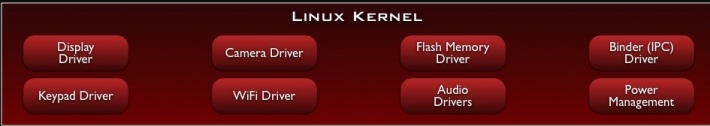 LINUX KERNEL
Display
Driver
Camera Driver
Flash Memory
Driver
Binder (IPC)
Driver
Keypad Driver
WiFi Driver
Audio
Drivers
Power
Management